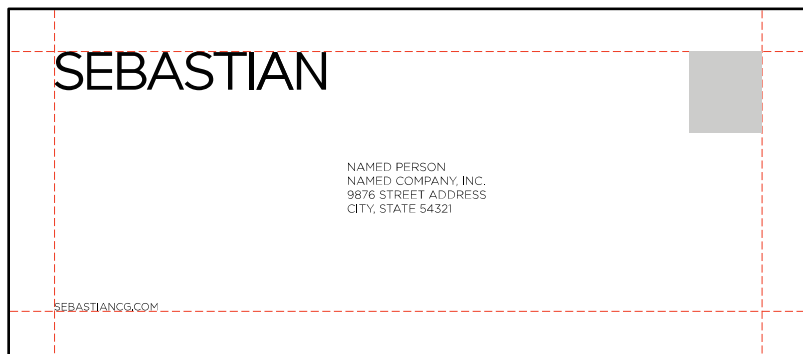 SEBASTIAN
NAMED PERSON
NAMED COMPANY, INC.
9876 STREET ADDRESS
CITY, STATE 54321
SEBASTIANCG.COM